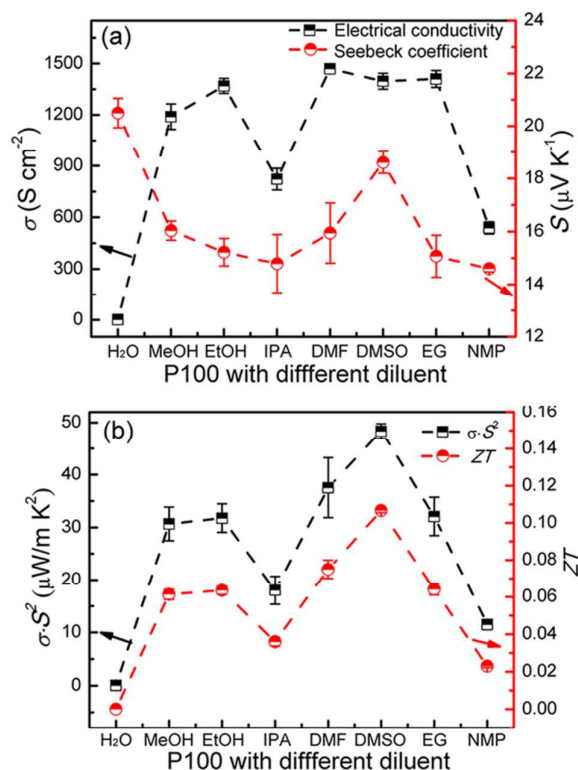 (a)
Electrical conductivity
Seebeck coefficient
1500
1200
900
600
300
0
σ (S cm⁻²)
24
22
20
18
16
14
12
S (μV K⁻¹)
H₂O MeOH EtOH IPA DMF DMSO EG NMP
P100 with diffferent diluent
(b)
σ·S²
ZT
50
40
30
20
10
0
σ·S² (μW/m K²)
0.16
0.12
0.10
0.08
0.06
0.04
0.02
0.00
ZT
H₂O MeOH EtOH IPA DMF DMSO EG NMP
P100 with diffferent diluent